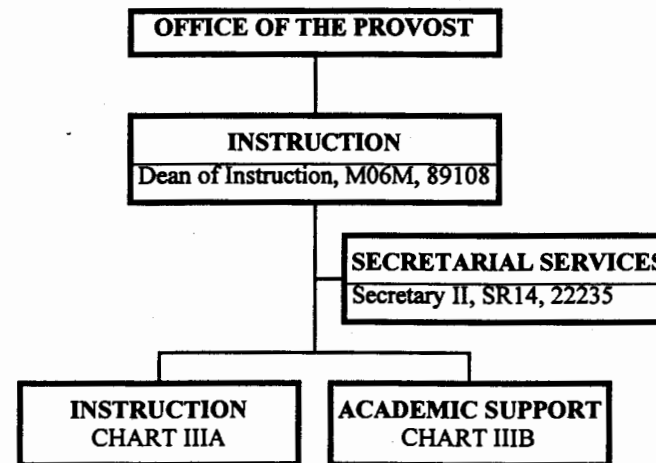 OFFICE OF THE PROVOST
INSTRUCTION
Dean of Instruction, M06M, 89108
SECRETARIAL SERVICES
Secretary II, SR14, 22235
INSTRUCTION
CHART IIIA
ACADEMIC SUPPORT
CHART IIIB